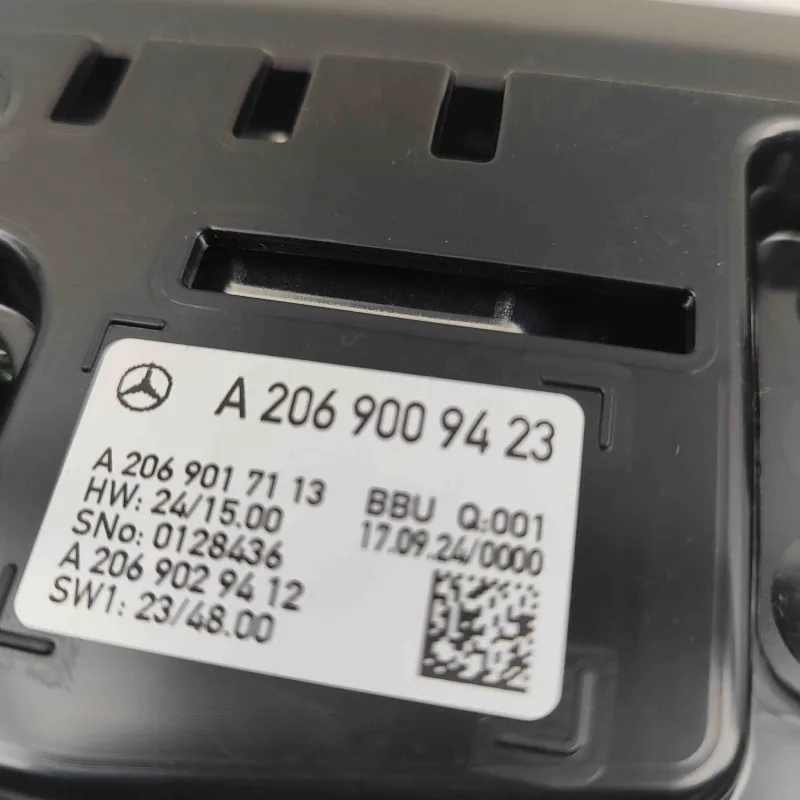 A 206 900 94 23
A 206 901 71 13
HW: 24/15.00
SNo: 0128436
A 206 902 94 12
SW1: 23/48.00
BBU Q:001
17.09.24/0000